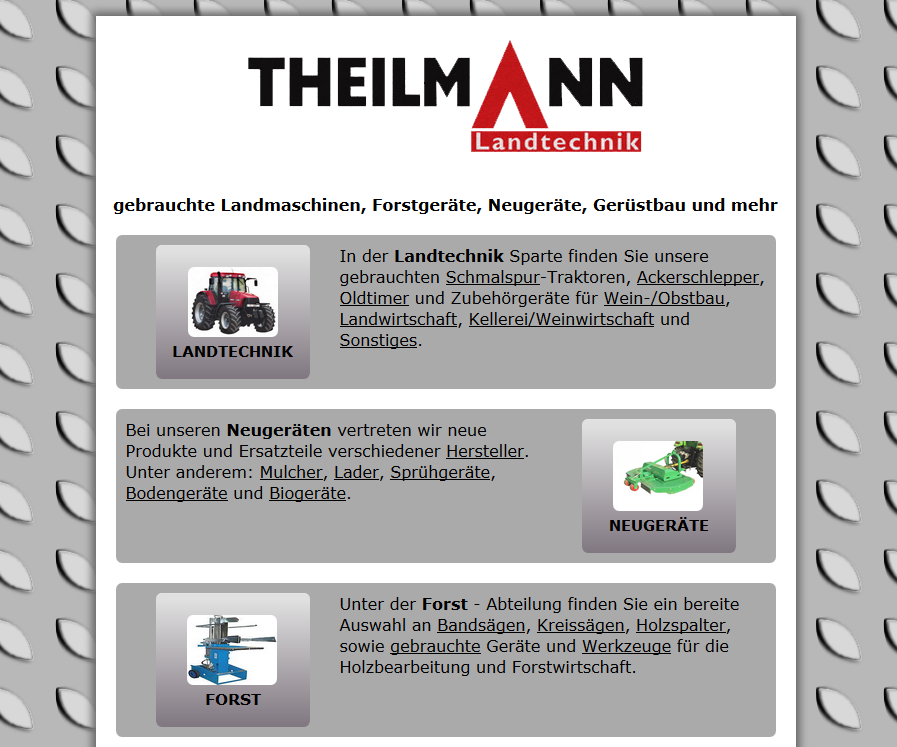 THEILMANN
Landtechnik
gebrauchte Landmaschinen, Forstgeräte, Neugeräte, Gerüstbau und mehr
LANDTECHNIK
In der Landtechnik Sparte finden Sie unsere
gebrauchten Schmalspur-Traktoren, Ackerschlepper,
Oldtimer und Zubehörgeräte für Wein-/Obstbau,
Landwirtschaft, Kellerei/Weinwirtschaft und
Sonstiges.
Bei unseren Neugeräten vertreten wir neue
Produkte und Ersatzteile verschiedener Hersteller.
Unter anderem: Mulcher, Lader, Sprühgeräte,
Bodengeräte und Biogeräte.
NEUGERÄTE
FORST
Unter der Forst - Abteilung finden Sie ein bereite
Auswahl an Bandsägen, Kreissägen, Holzspalter,
sowie gebrauchte Geräte und Werkzeuge für die
Holzbearbeitung und Forstwirtschaft.